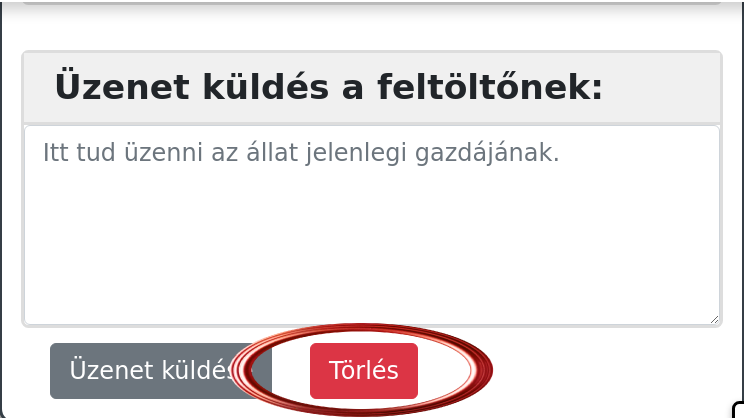 Üzenet küldés a feltöltőnek:
Itt tud üzenni az állat jelenlegi gazdájának.
Üzenet küldés
Törlés